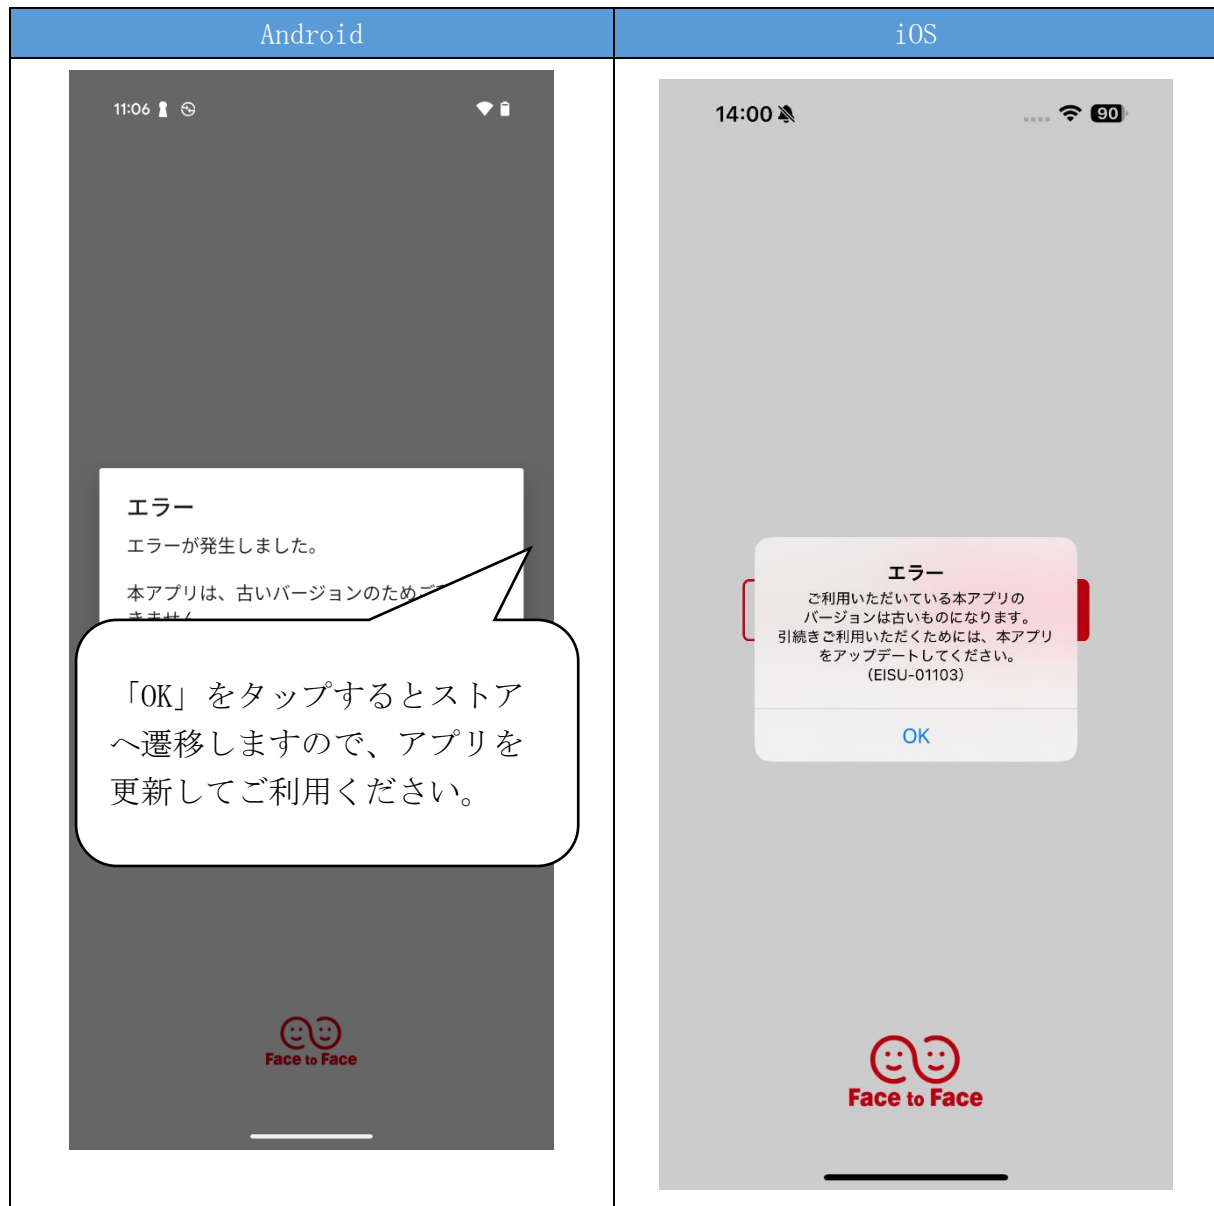 Android
iOS
11:06
エラー
エラーが発生しました。
本アプリは、古いバージョンのため
きません
「OK」をタップするとストア
へ遷移しますので、アプリを
更新してご利用ください。
Face to Face
14:00
90
エラー
ご利用いただいている本アプリの
バージョンは古いものになります。
引続きご利用いただくためには、本アプリ
をアップデートしてください。
(EISU-01103)
OK
Face to Face